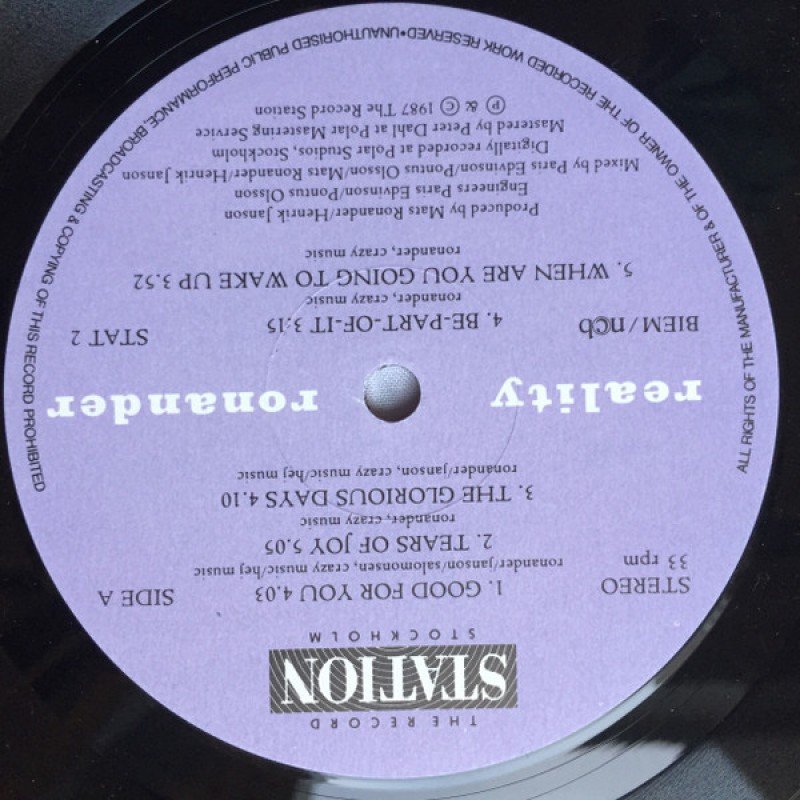 THE RECORD
STATION
STOCKHOLM
STEREO
33 rpm
SIDE A
1. GOOD FOR YOU 4.03
ronander/janson/salomonsen, crazy music/hej music
2. TEARS OF JOY 5.05
ronander, crazy music
3. THE GLORIOUS DAYS 4.10
ronander/janson, crazy music/hej music
reality ronander
BIEM/ncb
STAT 2
4. BE-PART-OF-IT 3:15
ronander, crazy music
5. WHEN ARE YOU GOING TO WAKE UP 3.52
ronander, crazy music
Produced by Mats Ronander/Henrik Janson
Engineers Paris Edvinson/Pontus Olsson
Mixed by Paris Edvinson/Pontus Olsson/Mats Ronander/Henrik Janson
Digitally recorded at Polar Studios, Stockholm
Mastered by Peter Dahl at Polar Mastering Service
℗ & © 1987 The Record Station
ALL RIGHTS OF THE MANUFACTURER & OF THE OWNER OF THE RECORDED WORK RESERVED•UNAUTHORISED PUBLIC PERFORMANCE, BROADCASTING & COPYING OF THIS RECORD PROHIBITED